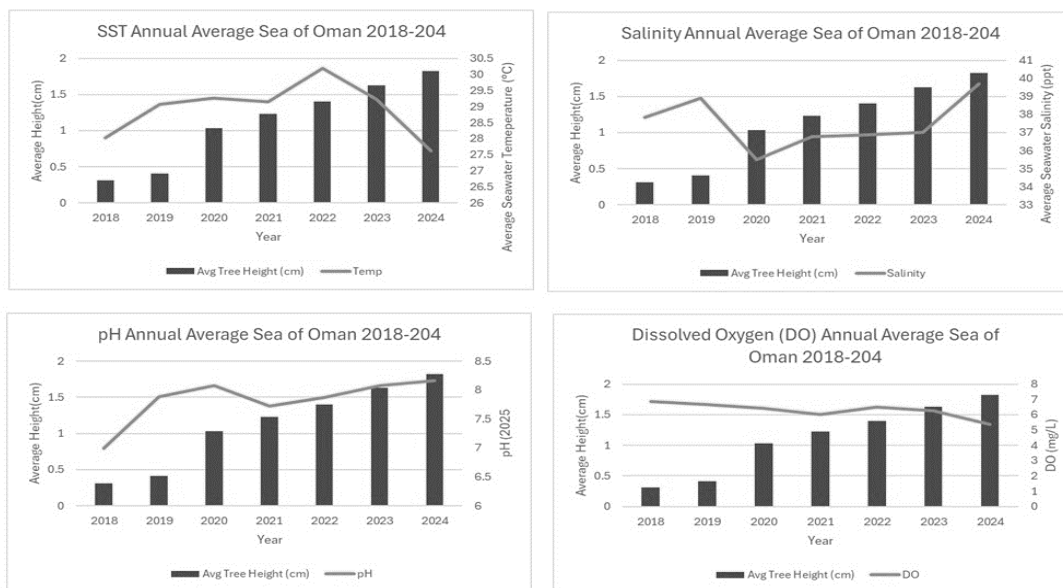 SST Annual Average Sea of Oman 2018-204
Average Height(cm)
2
1.5
1
0.5
0
30.5
30
29
28
27.5
26.5
26
Average Seawater Temeperature (°C)
2018 2019 2020 2021 2022 2023 2024
Year
Avg Tree Height (cm) Temp
Salinity Annual Average Sea of Oman 2018-204
Average Height(cm)
2
1.5
1
0.5
0
41
40
39
38
37
36
35
34
33
Average Seawater Salinity (ppt)
2018 2019 2020 2021 2022 2023 2024
Year
Avg Tree Height (cm) Salinity
pH Annual Average Sea of Oman 2018-204
Average Height(cm)
2
1.5
1
0.5
0
8.5
8
7.5
7
6.5
6
pH (2025
2018 2019 2020 2021 2022 2023 2024
Year
Avg Tree Height (cm) pH
Dissolved Oxygen (DO) Annual Average Sea of
Oman 2018-204
Average Height(cm)
2
1.5
1
0.5
0
8
7
6
5
4
3
2
1
0
DO (mg/L)
2018 2019 2020 2021 2022 2023 2024
Year
Avg Tree Height (cm) DO